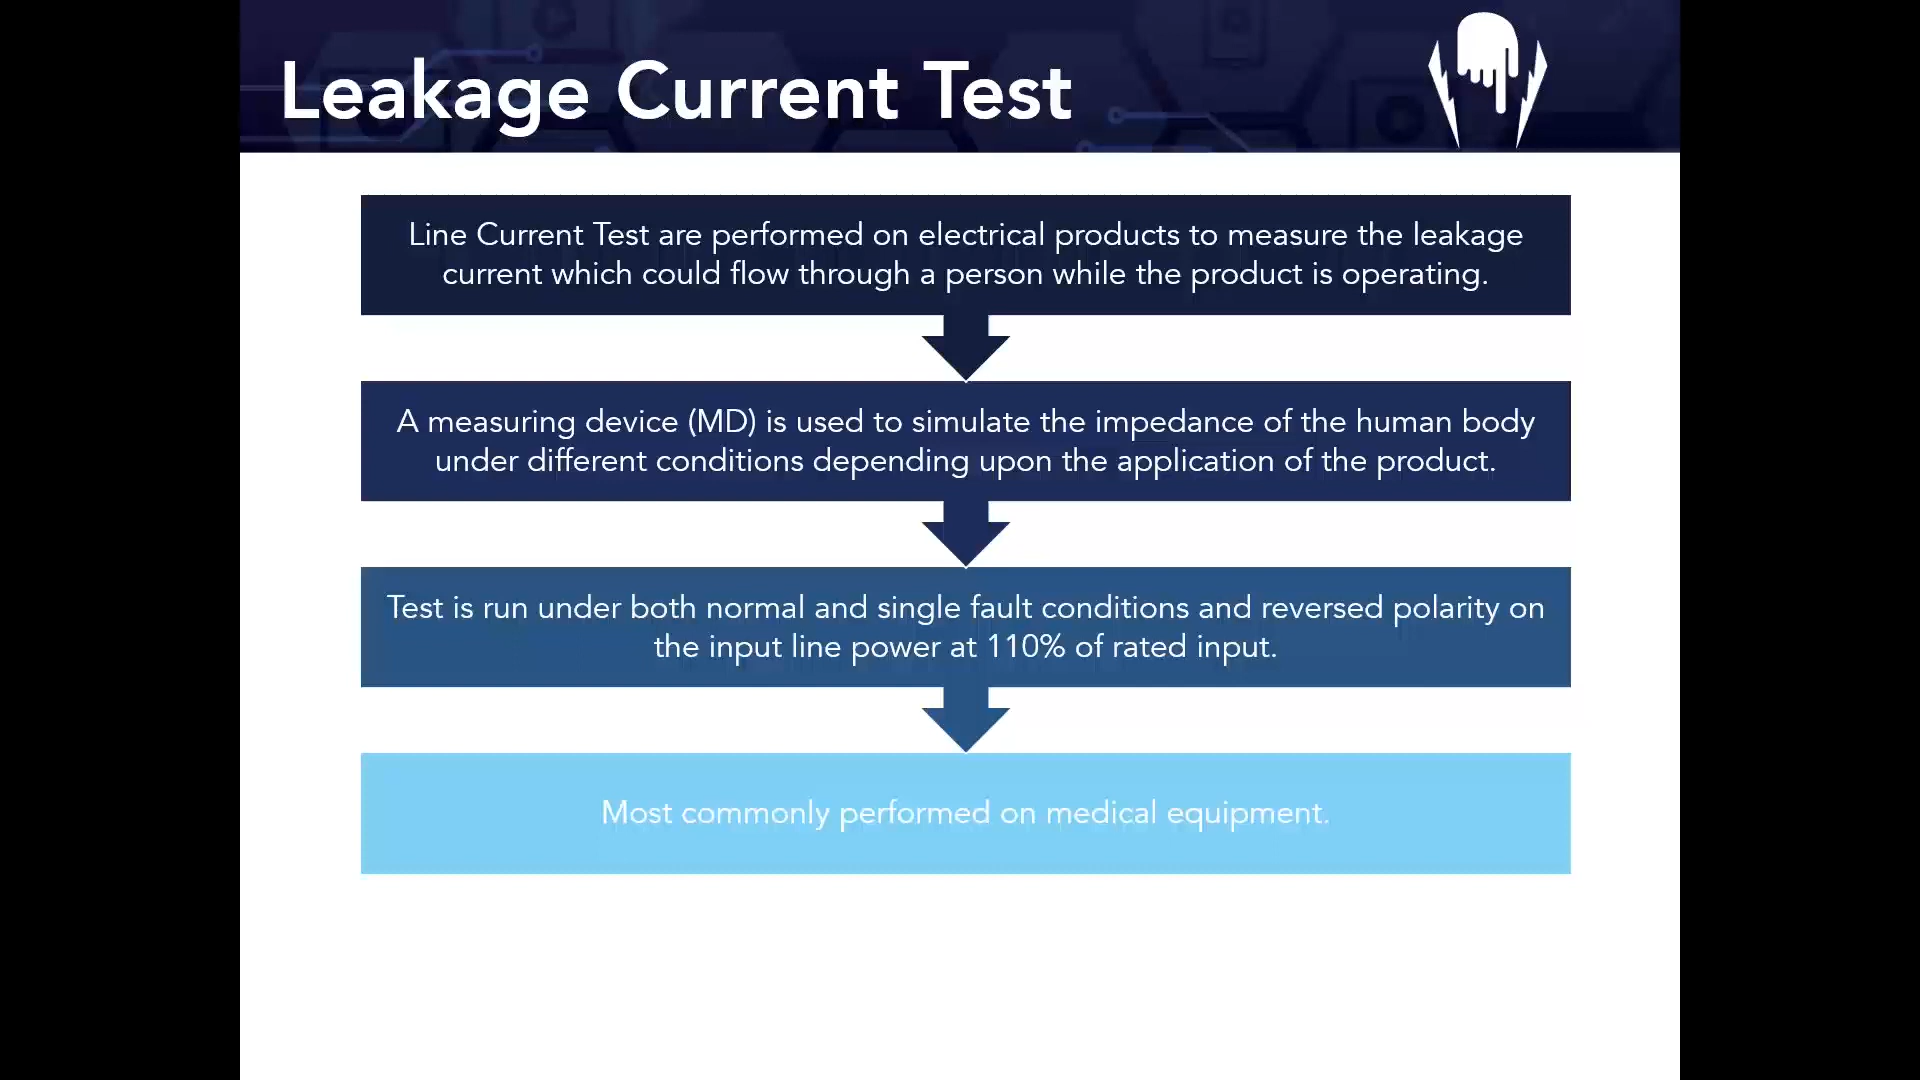 Leakage Current Test
Line Current Test are performed on electrical products to measure the leakage
current which could flow through a person while the product is operating.
A measuring device (MD) is used to simulate the impedance of the human body
under different conditions depending upon the application of the product.
Test is run under both normal and single fault conditions and reversed polarity on
the input line power at 110% of rated input.
Most commonly performed on medical equipment.